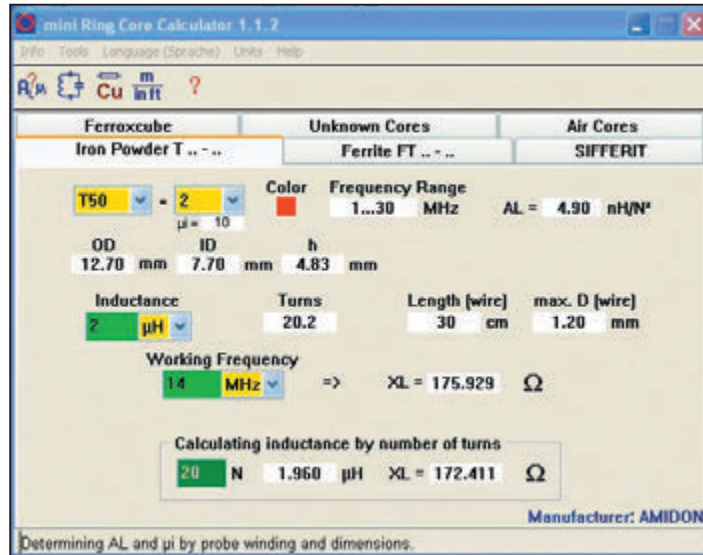 mini Ring Core Calculator 1.1.2
Info Tools Language (Sprache) Units Help
Cu m in ft ?
Ferroxcube Unknown Cores Air Cores
Iron Powder T .. - .. Ferrite FT .. - .. SIFFERIT
Color Frequency Range
T50 - 2 1...30 MHz AL = 4.90 nH/N²
µi = 10
OD ID h
12.70 mm 7.70 mm 4.83 mm
Inductance Turns Length (wire) max. D (wire)
2 µH 20.2 30 cm 1.20 mm
Working Frequency
14 MHz => XL = 175.929 Ω
Calculating inductance by number of turns
20 N 1.960 µH XL = 172.411 Ω
Manufacturer: AMIDON
Determining AL and µi by probe winding and dimensions.